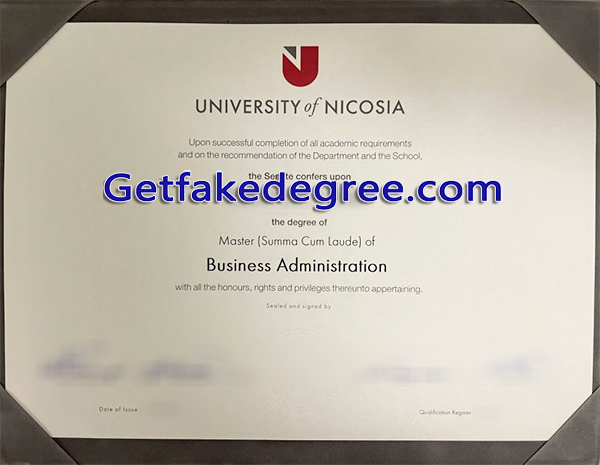 UNIVERSITY of NICOSIA
Upon successful completion of all academic requirements
and on the recommendation of the Department and the School,
the Senate confers upon
Getfakedegree.com
the degree of
Master (Summa Cum Laude) of
Business Administration
with all the honours, rights and privileges thereunto appertaining.
Sealed and signed by
Date of Issue
Qualification Register